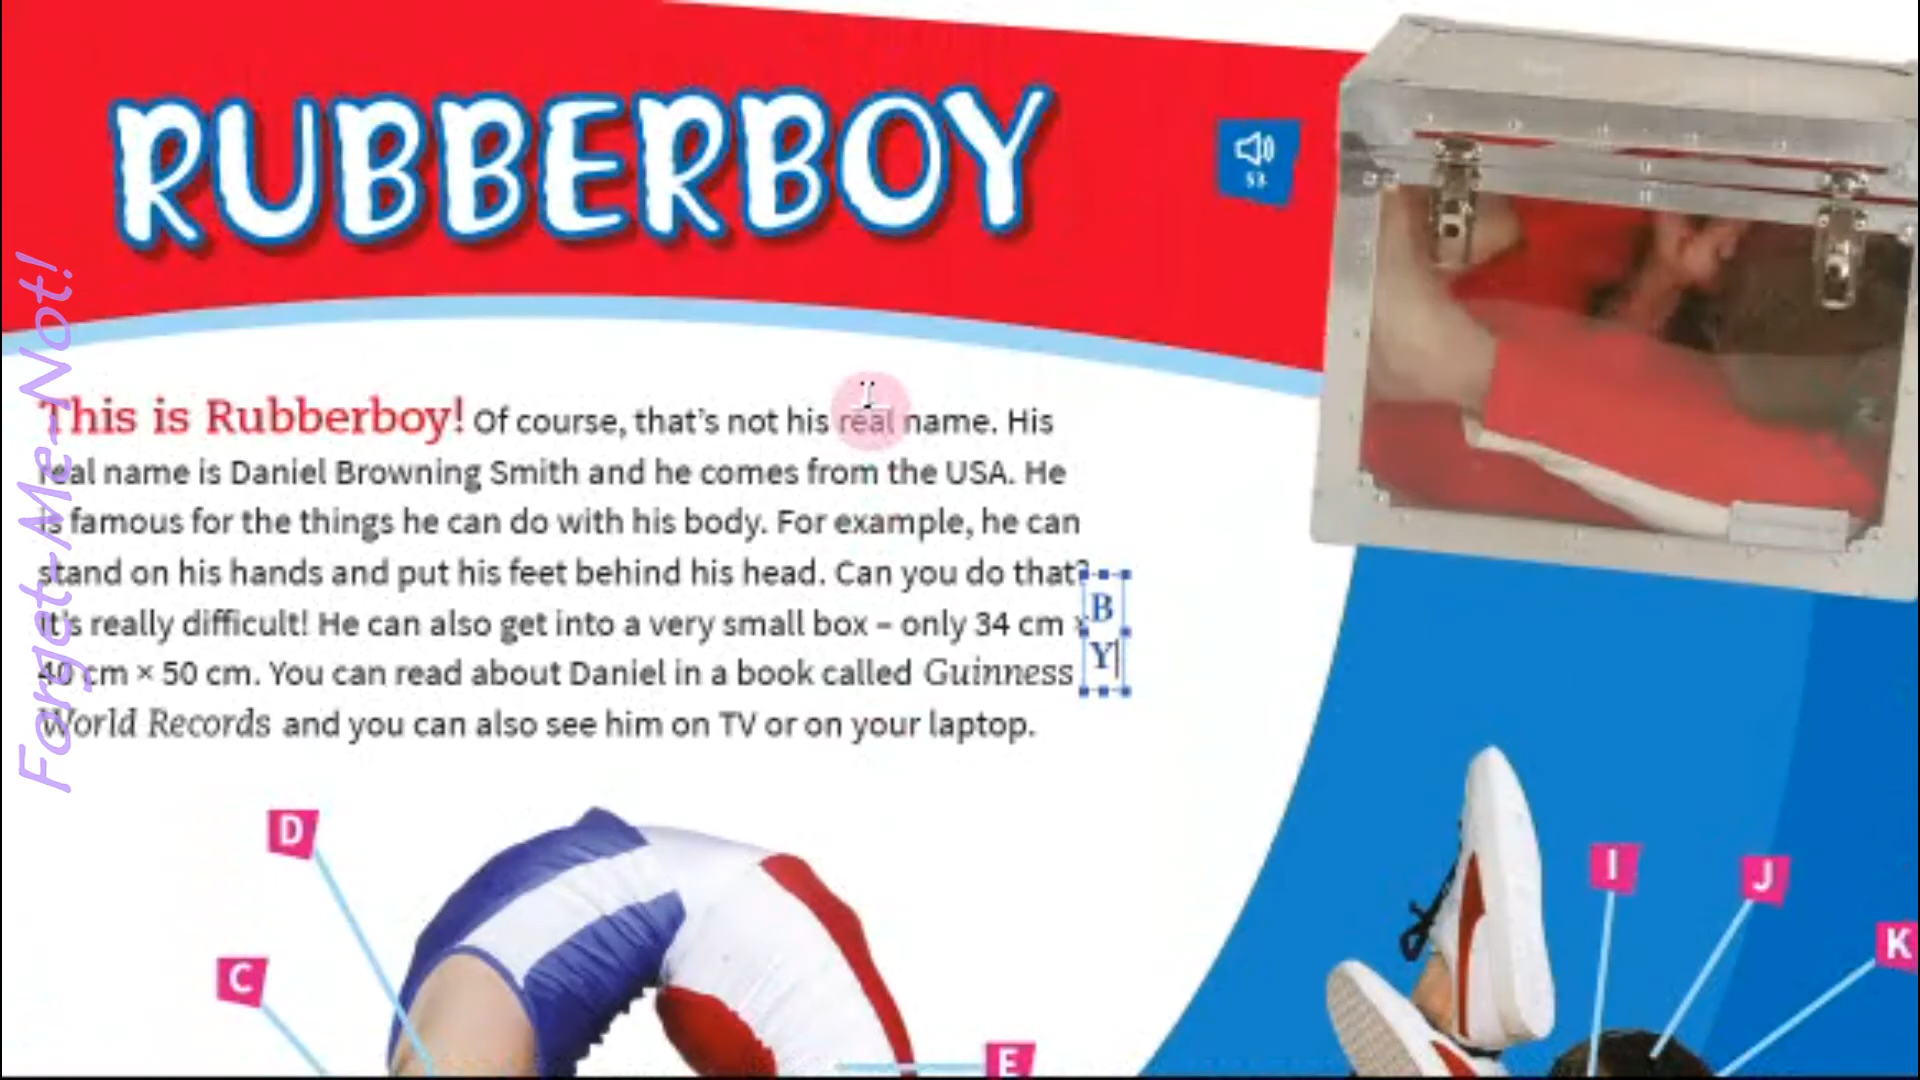 RUBBERBOY
53
Forget-Me-Not!
This is Rubberboy! Of course, that's not his real name. His
real name is Daniel Browning Smith and he comes from the USA. He
is famous for the things he can do with his body. For example, he can
stand on his hands and put his feet behind his head. Can you do that?
It's really difficult! He can also get into a very small box – only 34 cm ×
40 cm × 50 cm. You can read about Daniel in a book called Guinness
World Records and you can also see him on TV or on your laptop.
B
Y
D
C
E
I
J
K